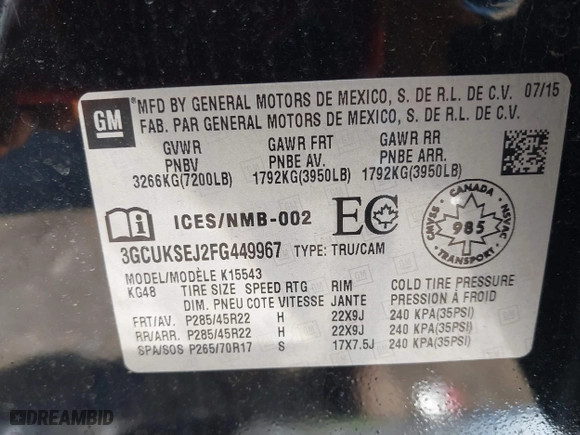 GM
MFD BY GENERAL MOTORS DE MEXICO, S. DE R.L. DE C.V. 07/15
FAB. PAR GENERAL MOTORS DE MEXICO, S. DE R.L. DE C.V.
GVWR GAWR FRT GAWR RR
PNBV PNBE AV. PNBE ARR.
3266KG(7200LB) 1792KG(3950LB) 1792KG(3950LB)
ICES/NMB-002 EC
CANADA
CMVSS 985 NSVAC
3GCUKSEJ2FG449967 TYPE: TRU/CAM
MODEL/MODÈLE K15543
KG48 TIRE SIZE SPEED RTG RIM COLD TIRE PRESSURE
DIM. PNEU COTE VITESSE JANTE PRESSION À FROID
FRT/AV. P285/45R22 H 22X9J 240 KPA(35PSI)
RR/ARR. P285/45R22 H 22X9J 240 KPA(35PSI)
SPA/SOS P265/70R17 S 17X7.5J 240 KPA(35PSI)
DREAMBID